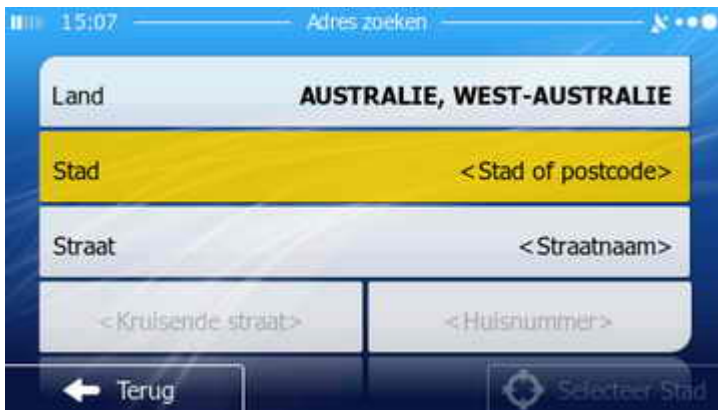 15:07 Adres zoeken
Land AUSTRALIE, WEST-AUSTRALIE
Stad <Stad of postcode>
Straat <Straatnaam>
<Kruisende straat> <Huisnummer>
Terug Selecteer Stad